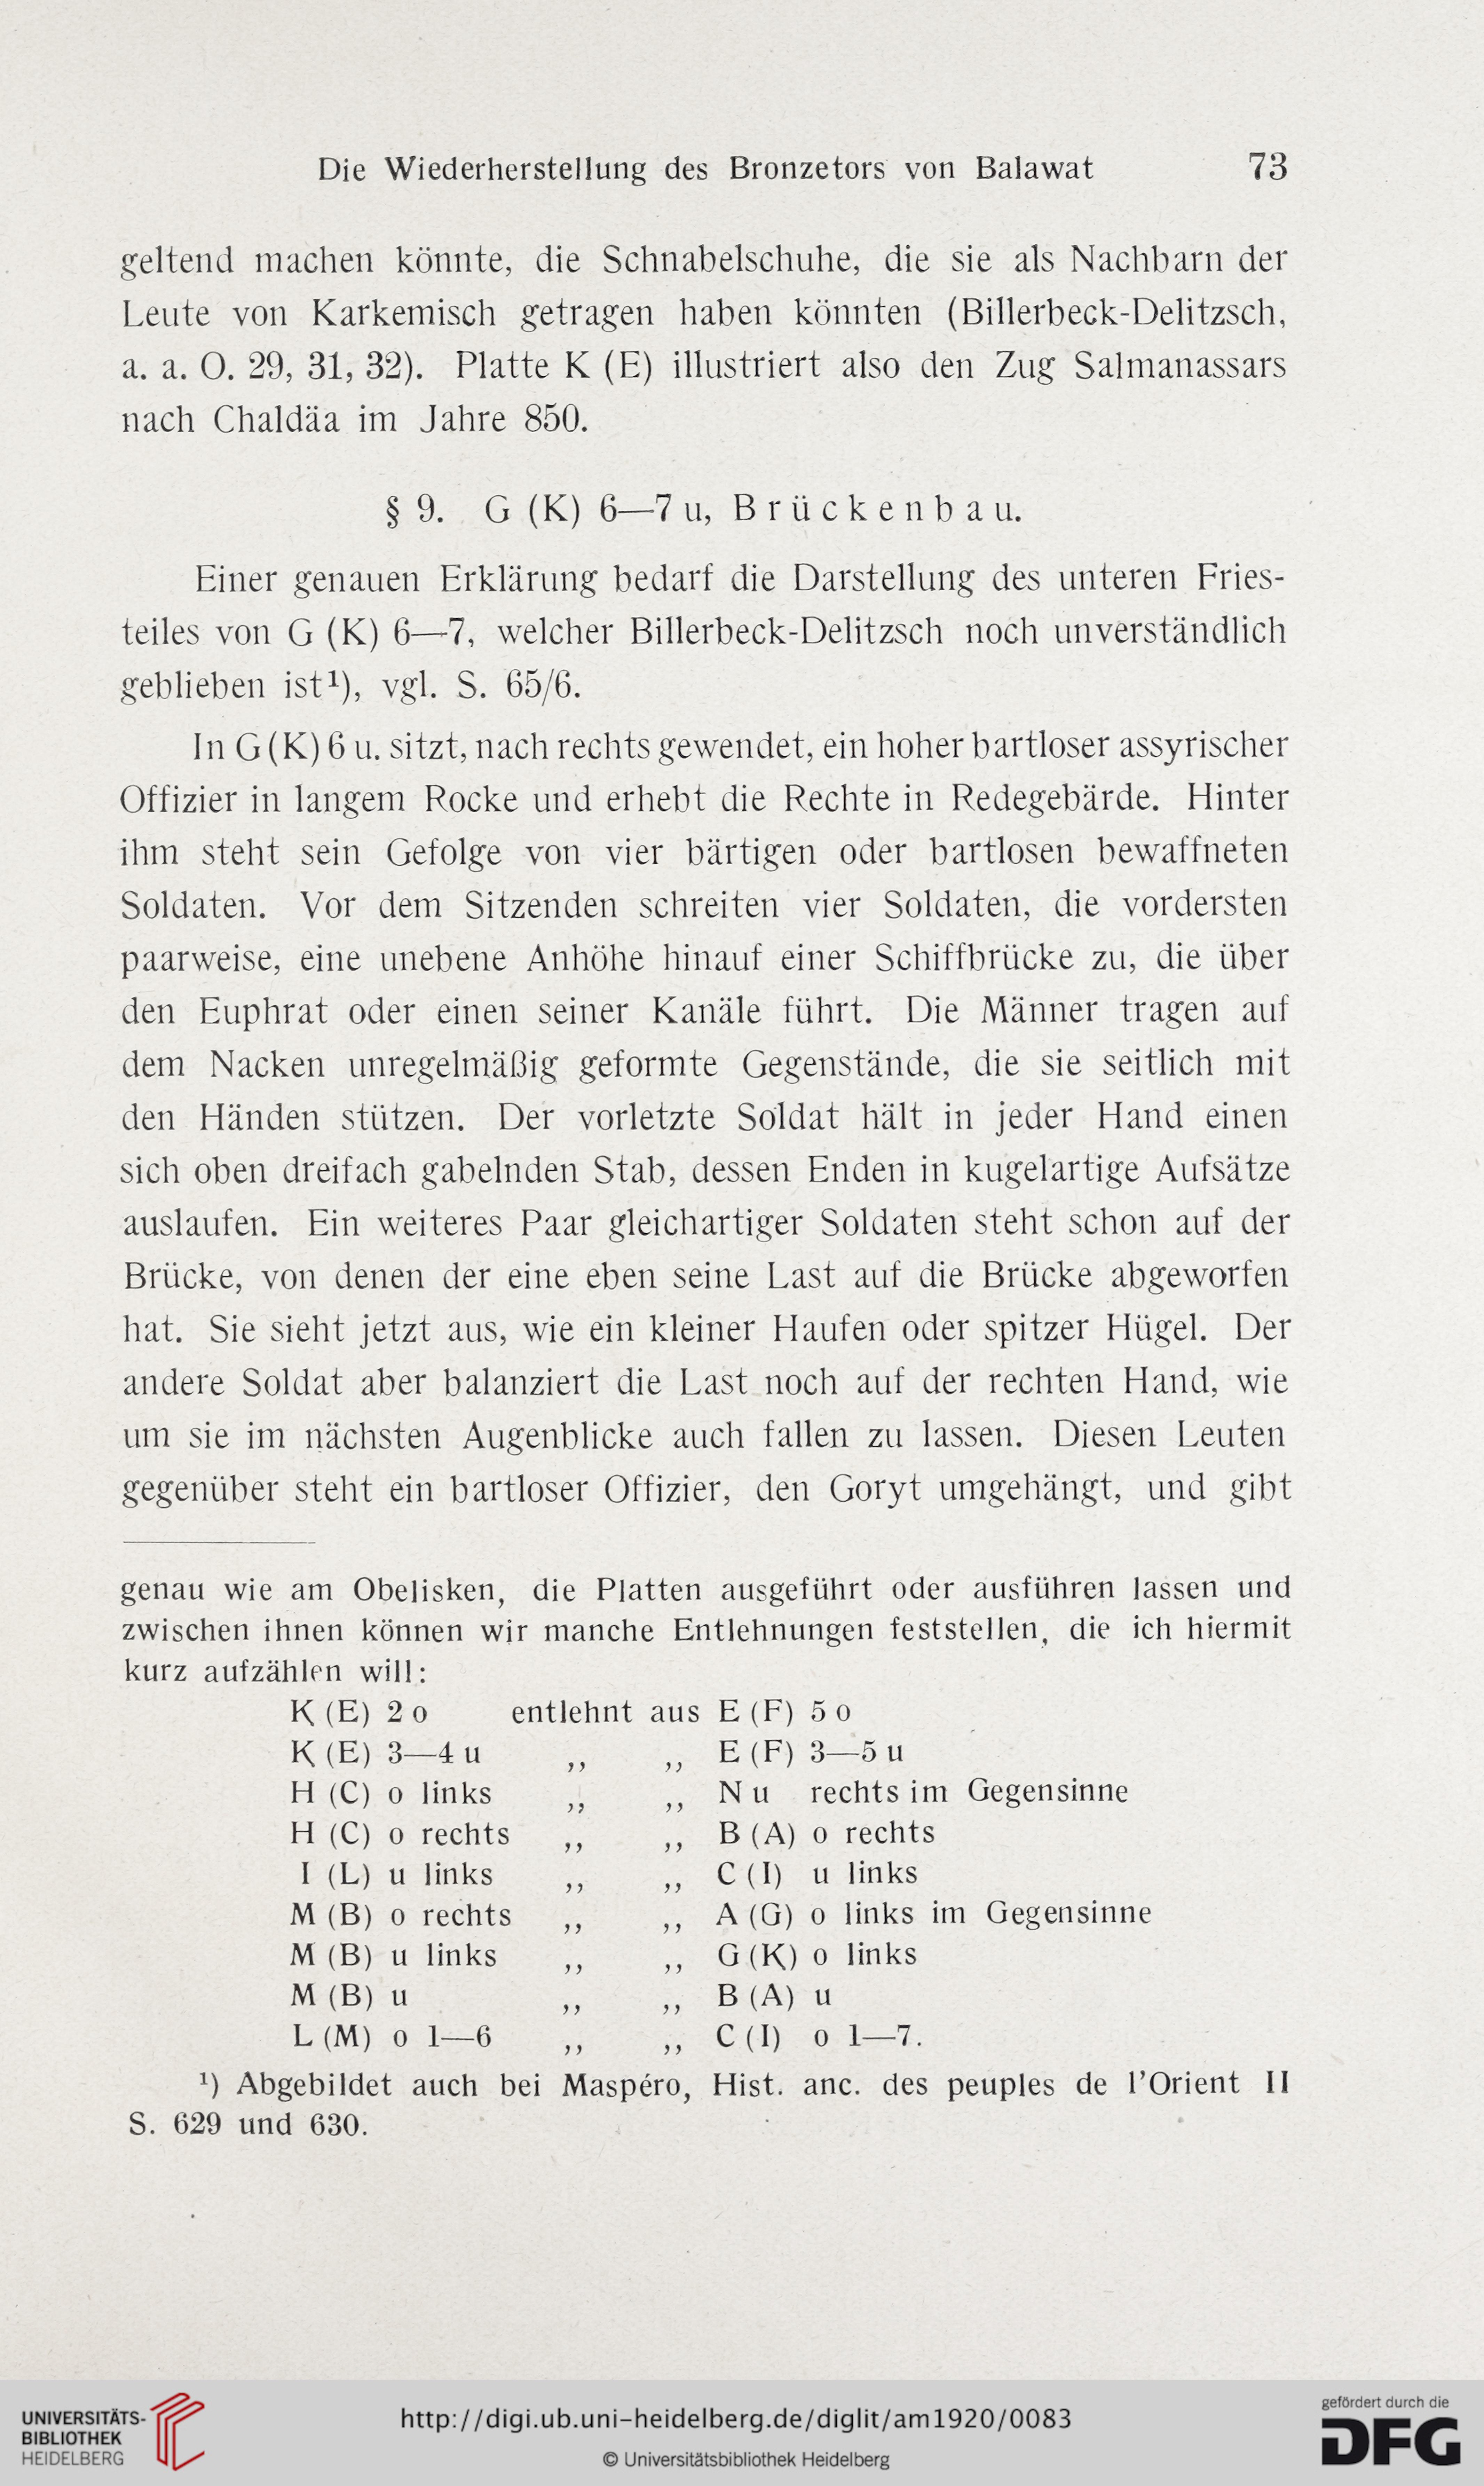 Die Wiederherstellung des Bronzetors von Balawat 73
geltend machen könnte, die Schnabelschuhe, die sie als Nachbarn der
Leute von Karkemisch getragen haben könnten (Billerbeck-Delitzsch,
a. a. O. 29, 31, 32). Platte K (E) illustriert also den Zug Salmanassars
nach Chaldäa im Jahre 850.
§ 9. G (K) 6—7 u, Brückenbau.
Einer genauen Erklärung bedarf die Darstellung des unteren Fries-
teiles von G (K) 6—7, welcher Billerbeck-Delitzsch noch unverständlich
geblieben ist¹), vgl. S. 65/6.
In G (K) 6 u. sitzt, nach rechts gewendet, ein hoher bartloser assyrischer
Offizier in langem Rocke und erhebt die Rechte in Redegebärde. Hinter
ihm steht sein Gefolge von vier bärtigen oder bartlosen bewaffneten
Soldaten. Vor dem Sitzenden schreiten vier Soldaten, die vordersten
paarweise, eine unebene Anhöhe hinauf einer Schiffbrücke zu, die über
den Euphrat oder einen seiner Kanäle führt. Die Männer tragen auf
dem Nacken unregelmäßig geformte Gegenstände, die sie seitlich mit
den Händen stützen. Der vorletzte Soldat hält in jeder Hand einen
sich oben dreifach gabelnden Stab, dessen Enden in kugelartige Aufsätze
auslaufen. Ein weiteres Paar gleichartiger Soldaten steht schon auf der
Brücke, von denen der eine eben seine Last auf die Brücke abgeworfen
hat. Sie sieht jetzt aus, wie ein kleiner Haufen oder spitzer Hügel. Der
andere Soldat aber balanziert die Last noch auf der rechten Hand, wie
um sie im nächsten Augenblicke auch fallen zu lassen. Diesen Leuten
gegenüber steht ein bartloser Offizier, den Goryt umgehängt, und gibt
genau wie am Obelisken, die Platten ausgeführt oder ausführen lassen und
zwischen ihnen können wir manche Entlehnungen feststellen, die ich hiermit
kurz aufzählen will:
K (E) 2 o entlehnt aus E (F) 5 o
K (E) 3—4 u ,, ,, E (F) 3—5 u
H (C) o links ,, ,, N u rechts im Gegensinne
H (C) o rechts ,, ,, B (A) o rechts
I (L) u links ,, ,, C (I) u links
M (B) o rechts ,, ,, A (G) o links im Gegensinne
M (B) u links ,, ,, G (K) o links
M (B) u ,, ,, B (A) u
L (M) o 1—6 ,, ,, C (I) o 1—7.
¹) Abgebildet auch bei Maspéro, Hist. anc. des peuples de l'Orient II
S. 629 und 630.
UNIVERSITÄTS-
BIBLIOTHEK
HEIDELBERG
http://digi.ub.uni-heidelberg.de/diglit/am1920/0083
© Universitätsbibliothek Heidelberg
gefördert durch die
DFG